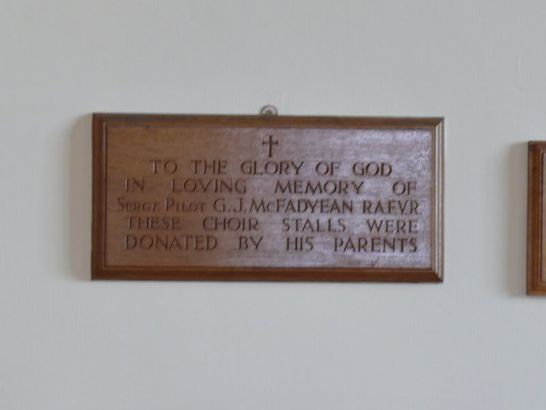 TO THE GLORY OF GOD
IN LOVING MEMORY OF
SERGT. PILOT G. J. MCFADYEAN R.A.F.V.R.
THESE CHOIR STALLS WERE
DONATED BY HIS PARENTS